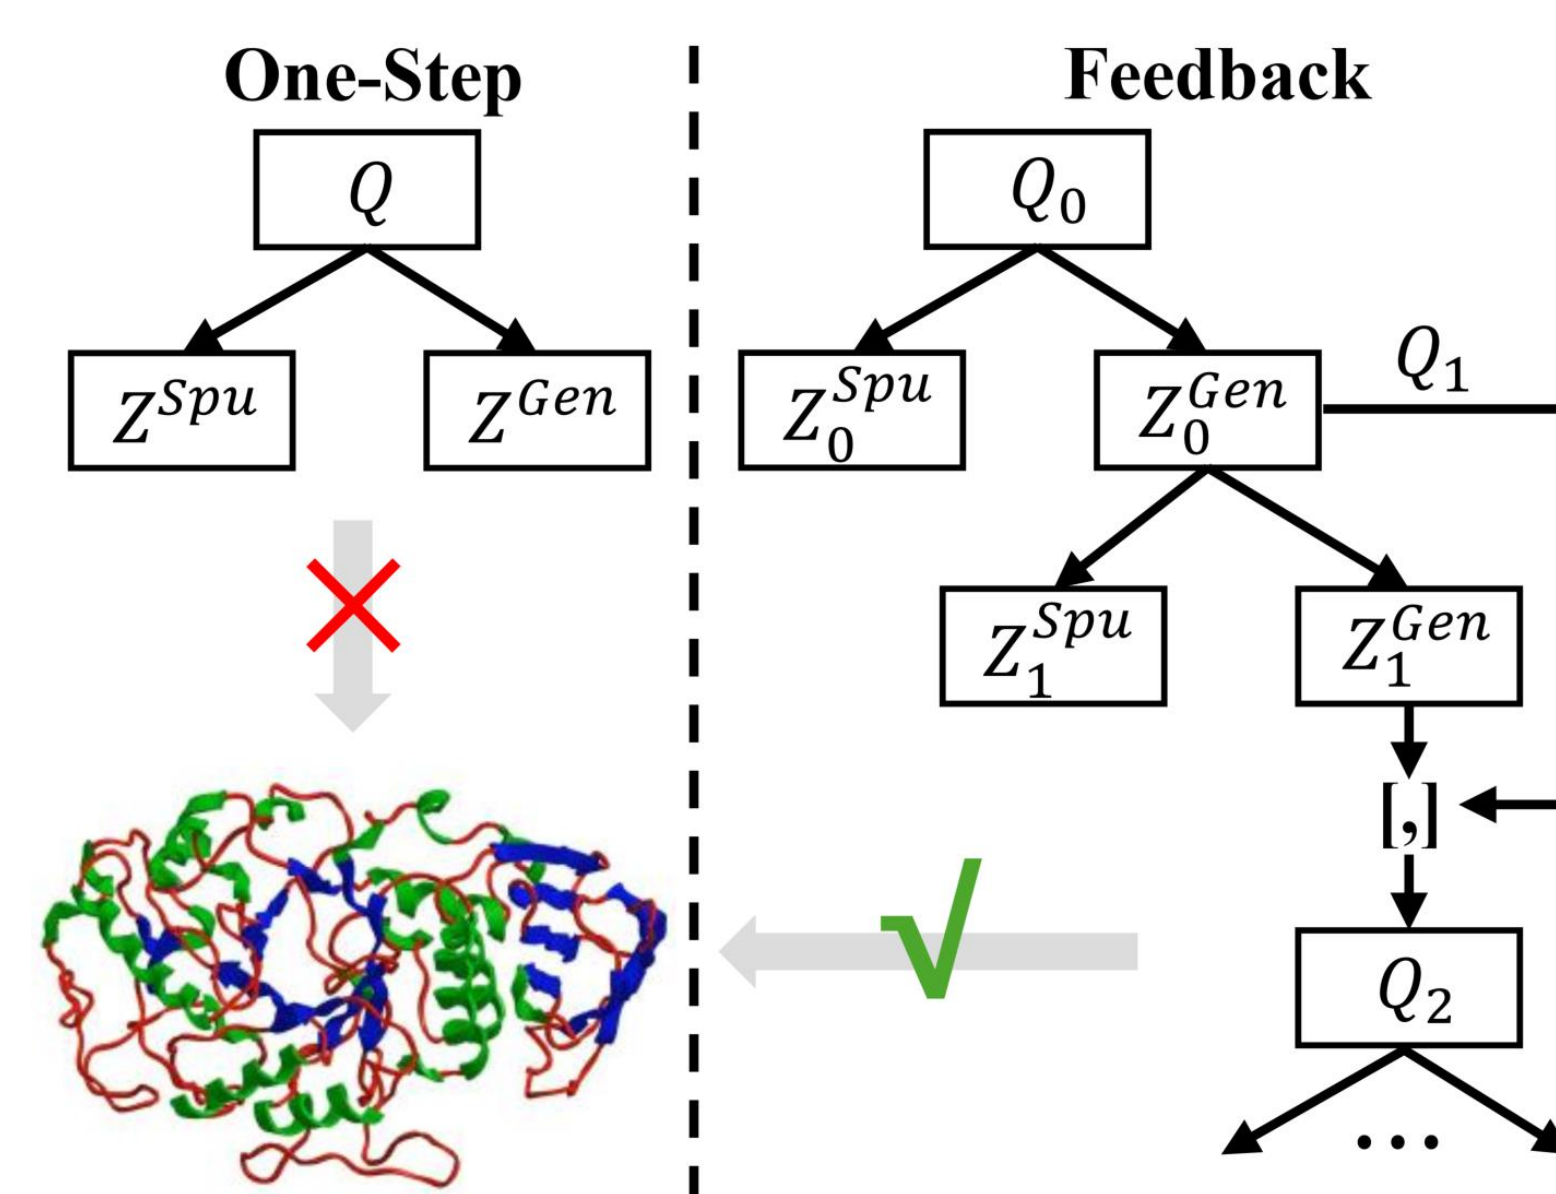 One-Step
Q
Z^{Spu}
Z^{Gen}
Feedback
Q_0
Z_0^{Spu}
Z_0^{Gen}
Q_1
Z_1^{Spu}
Z_1^{Gen}
[,]
√
Q_2
...